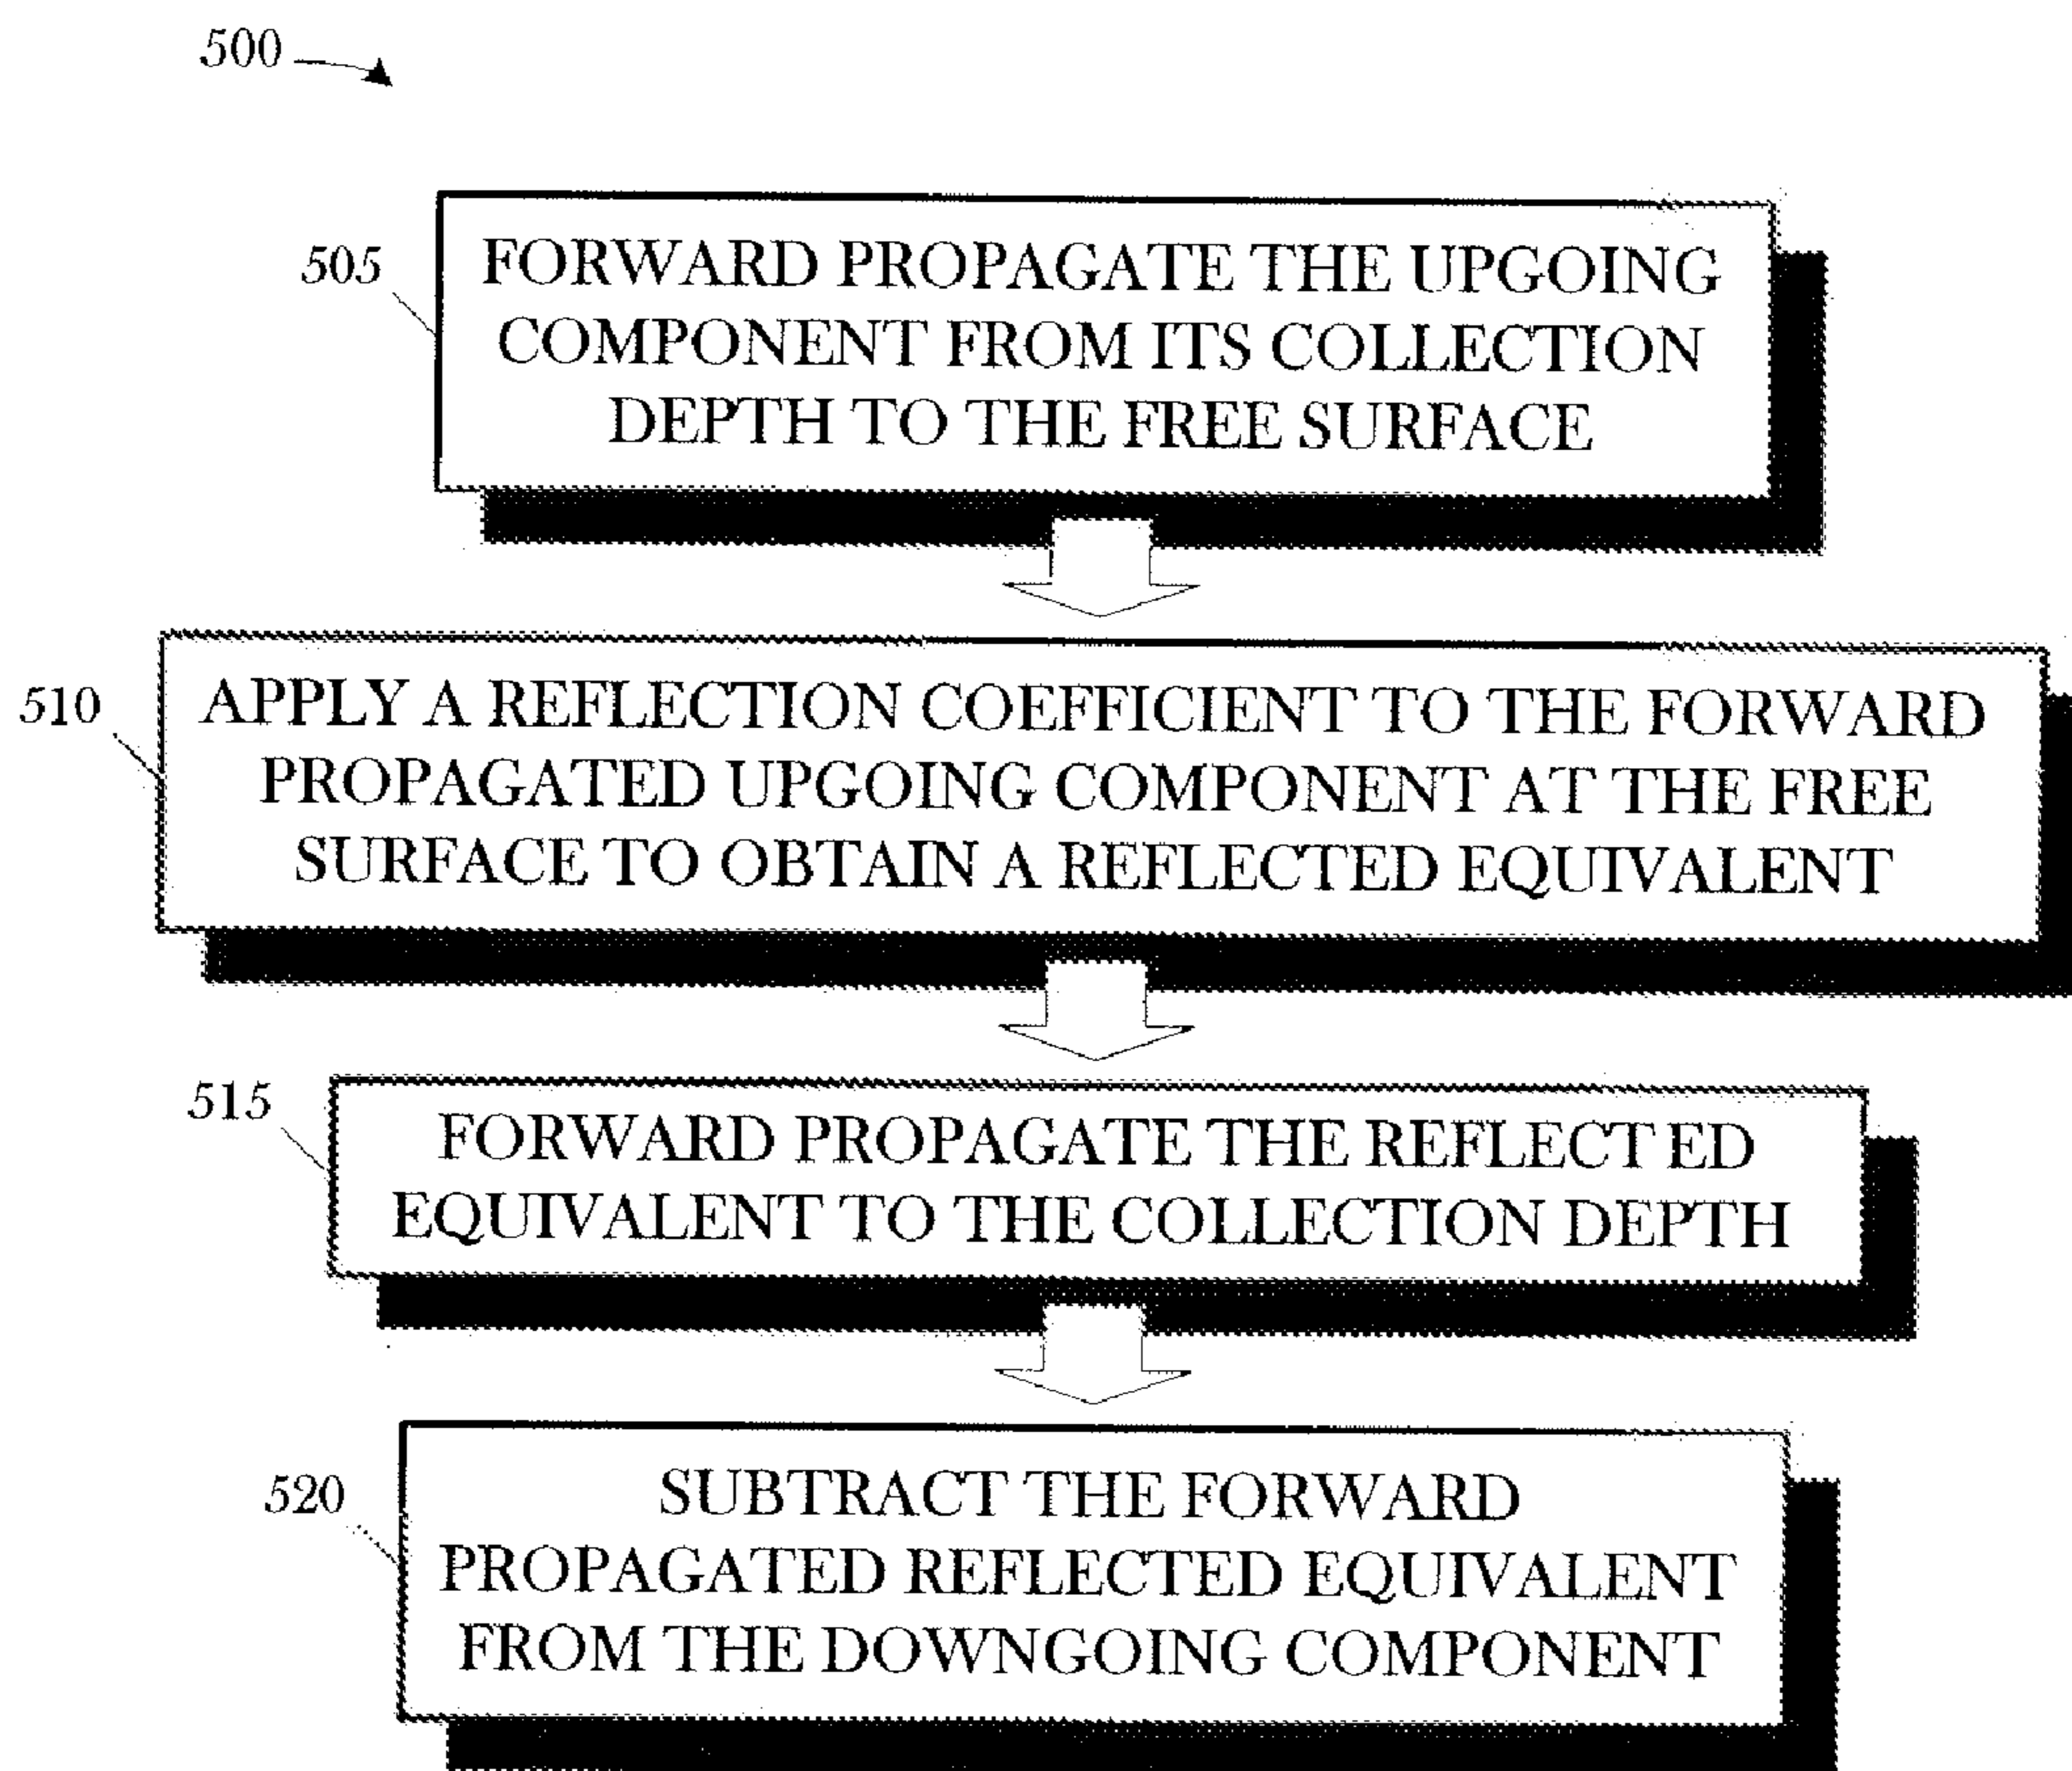 500
505
FORWARD PROPAGATE THE UPGOING
COMPONENT FROM ITS COLLECTION
DEPTH TO THE FREE SURFACE
510
APPLY A REFLECTION COEFFICIENT TO THE FORWARD
PROPAGATED UPGOING COMPONENT AT THE FREE
SURFACE TO OBTAIN A REFLECTED EQUIVALENT
515
FORWARD PROPAGATE THE REFLECTED
EQUIVALENT TO THE COLLECTION DEPTH
520
SUBTRACT THE FORWARD
PROPAGATED REFLECTED EQUIVALENT
FROM THE DOWNGOING COMPONENT